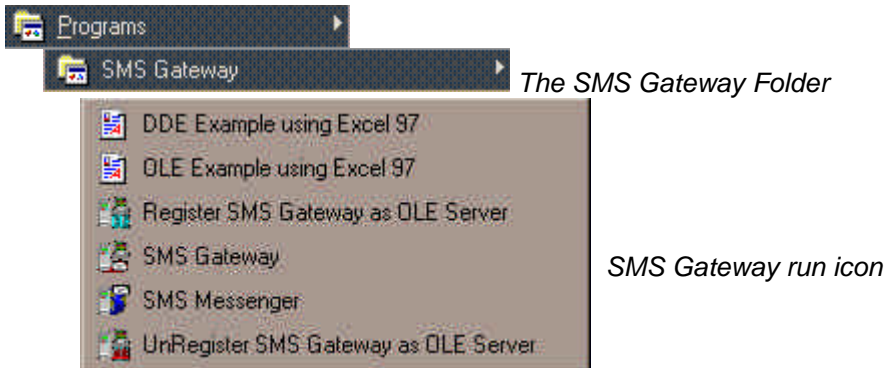 Programs
SMS Gateway
The SMS Gateway Folder
DDE Example using Excel 97
OLE Example using Excel 97
Register SMS Gateway as OLE Server
SMS Gateway
SMS Gateway run icon
SMS Messenger
UnRegister SMS Gateway as OLE Server